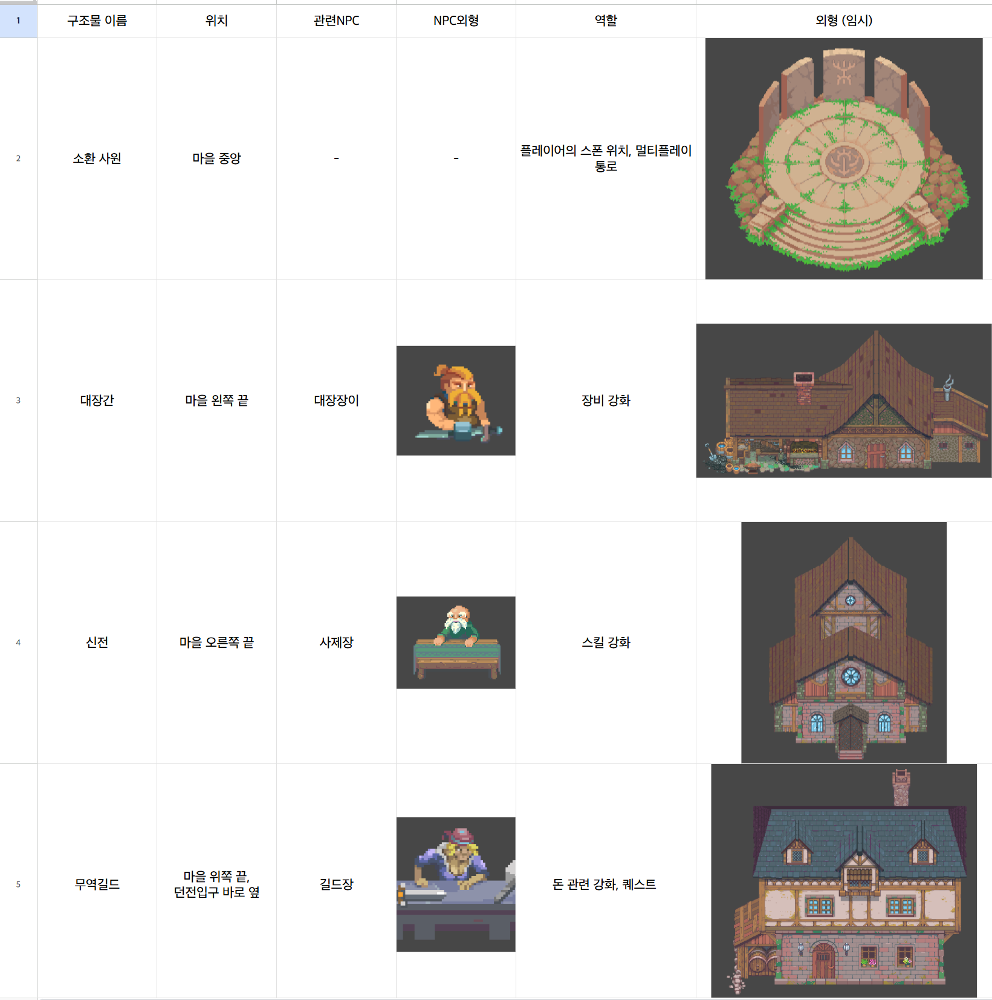 1
구조물 이름
위치
관련NPC
NPC외형
역할
외형 (임시)
2
소환 사원
마을 중앙
-
-
플레이어의 스폰 위치, 멀티플레이
통로
3
대장간
마을 왼쪽 끝
대장장이
장비 강화
4
신전
마을 오른쪽 끝
사제장
스킬 강화
5
무역길드
마을 위쪽 끝,
던전입구 바로 옆
길드장
돈 관련 강화, 퀘스트